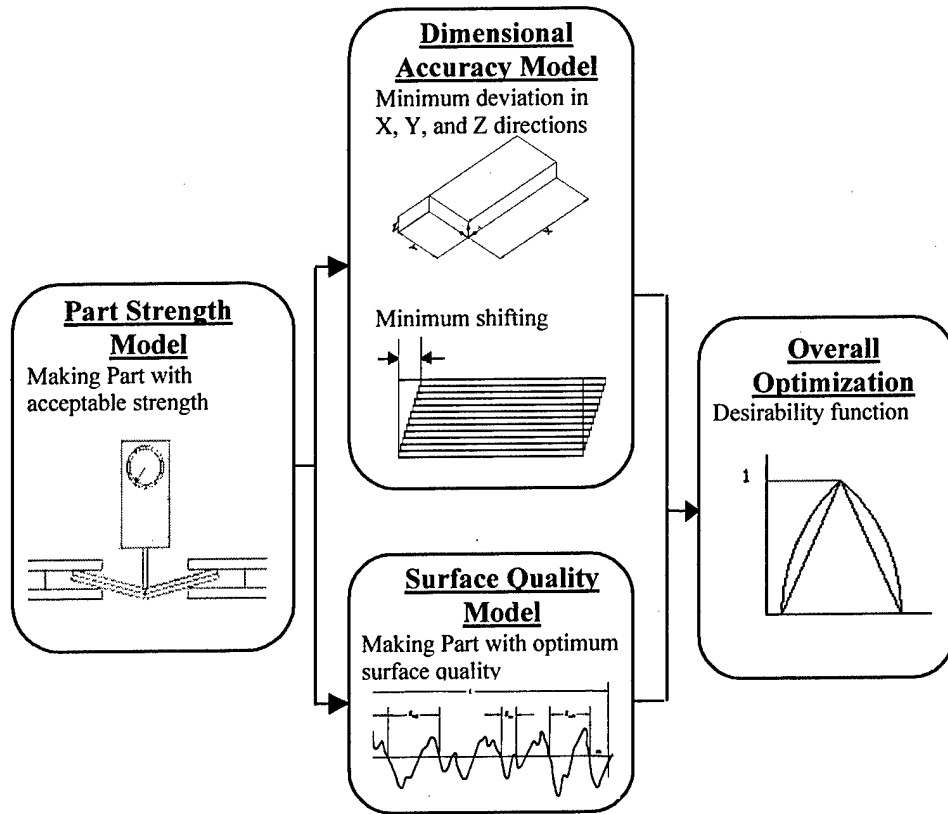 Part Strength
Model
Making Part with
acceptable strength
Dimensional
Accuracy Model
Minimum deviation in
X, Y, and Z directions
Y
X
Minimum shifting
Surface Quality
Model
Making Part with optimum
surface quality
Overall
Optimization
Desirability function
1